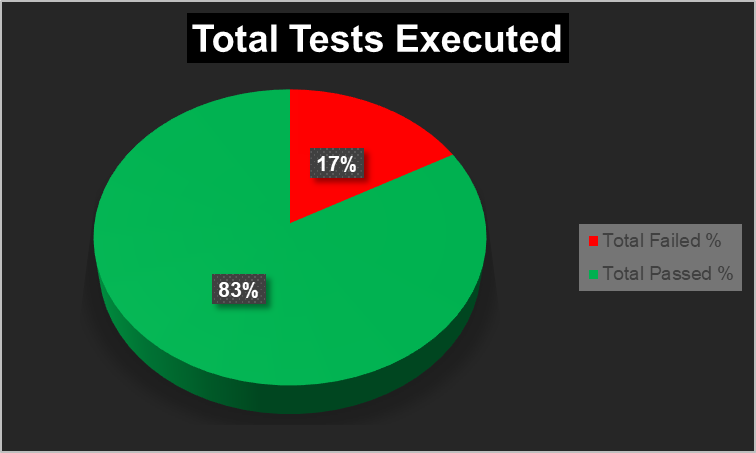 Total Tests Executed
17%
83%
Total Failed %
Total Passed %